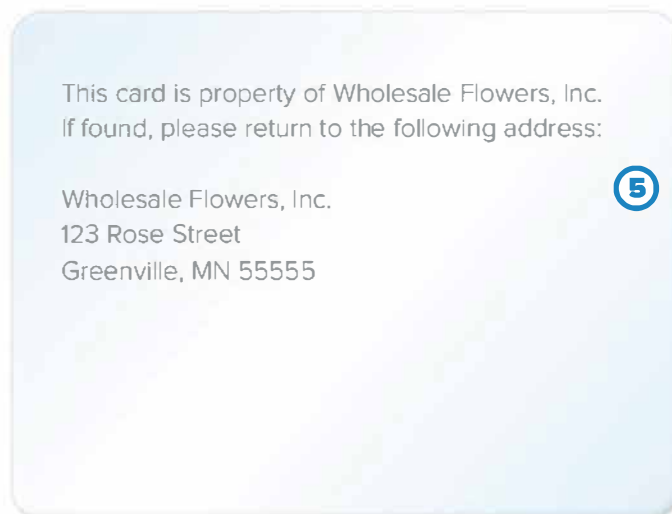 This card is property of Wholesale Flowers, Inc.
If found, please return to the following address:
5
Wholesale Flowers, Inc.
123 Rose Street
Greenville, MN 55555